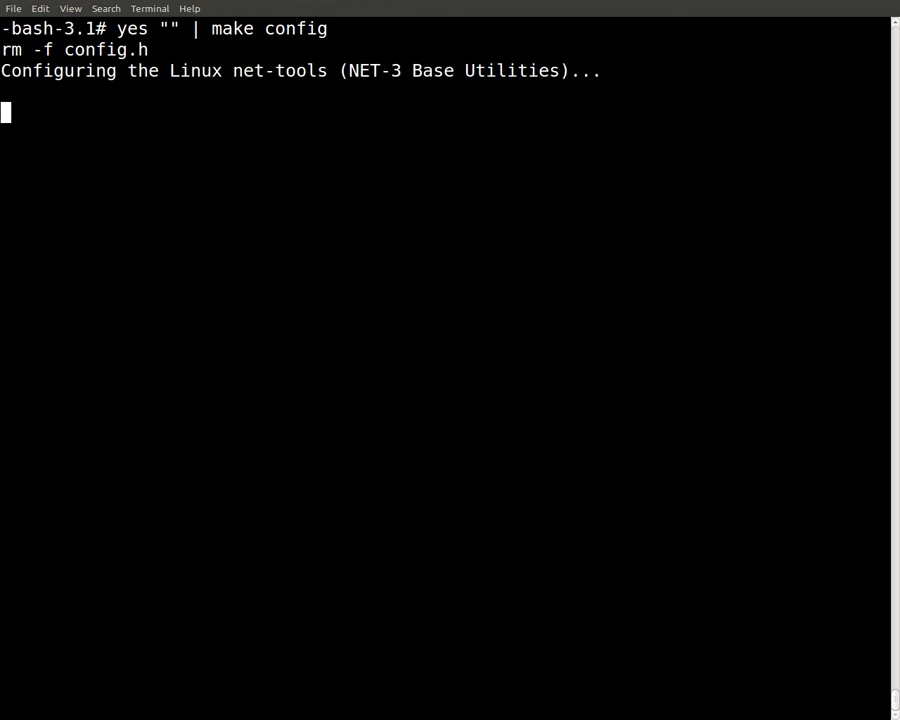 File Edit View Search Terminal Help
-bash-3.1# yes "" | make config
rm -f config.h
Configuring the Linux net-tools (NET-3 Base Utilities)...